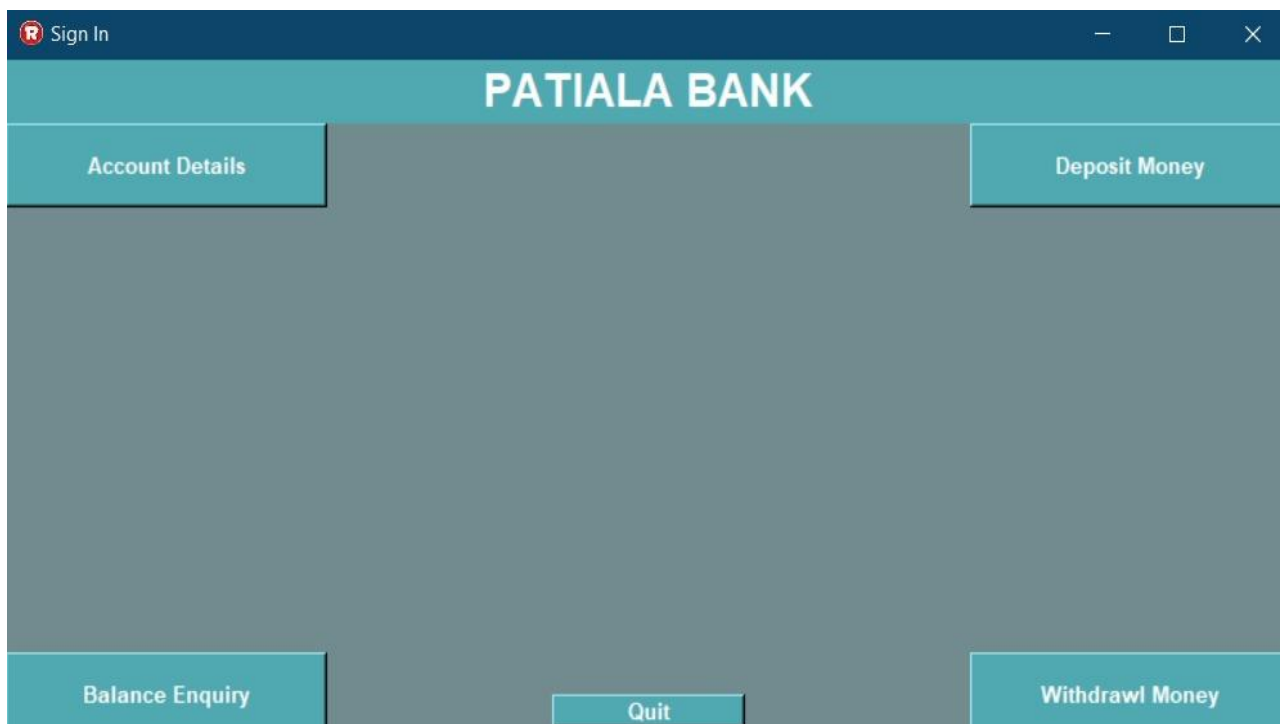 Sign In
PATIALA BANK
Account Details
Deposit Money
Balance Enquiry
Withdrawl Money
Quit